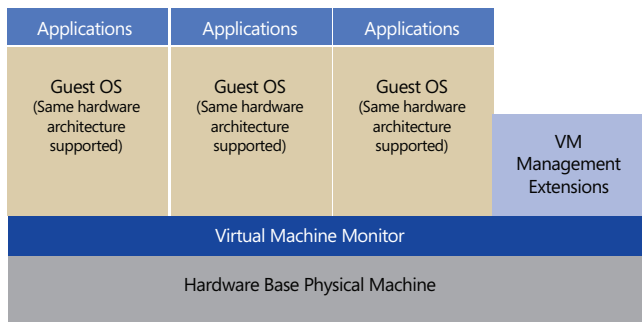 Applications
Applications
Applications
Guest OS
(Same hardware
architecture
supported)
Guest OS
(Same hardware
architecture
supported)
Guest OS
(Same hardware
architecture
supported)
VM
Management
Extensions
Virtual Machine Monitor
Hardware Base Physical Machine